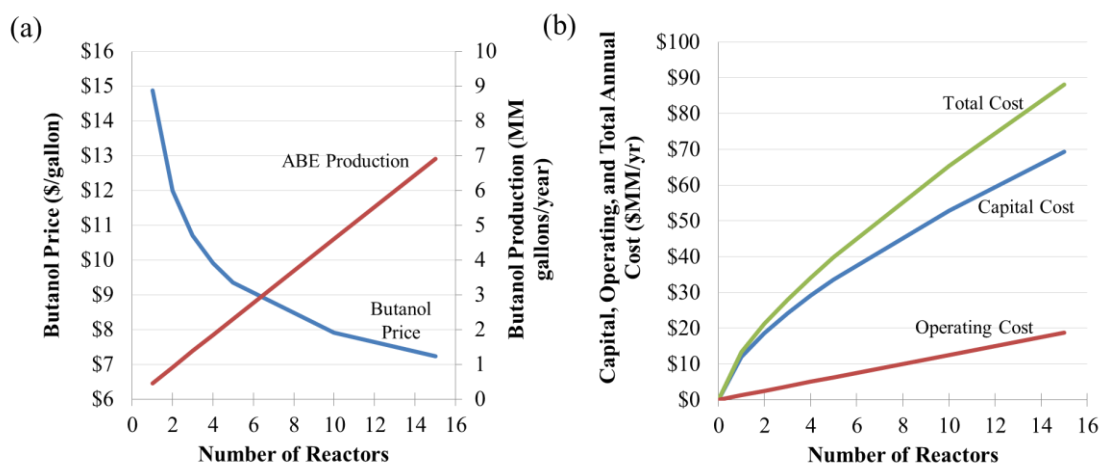 (a)
$16
$15
$14
$13
$12
$11
$10
$9
$8
$7
$6
Butanol Price ($/gallon)
10
9
8
7
6
5
4
3
2
1
0
Butanol Production (MM
gallons/year)
ABE Production
Butanol
Price
0 2 4 6 8 10 12 14 16
Number of Reactors
(b)
$100
$90
$80
$70
$60
$50
$40
$30
$20
$10
$0
Capital, Operating, and Total Annual
Cost ($MM/yr)
Total Cost
Capital Cost
Operating Cost
0 2 4 6 8 10 12 14 16
Number of Reactors